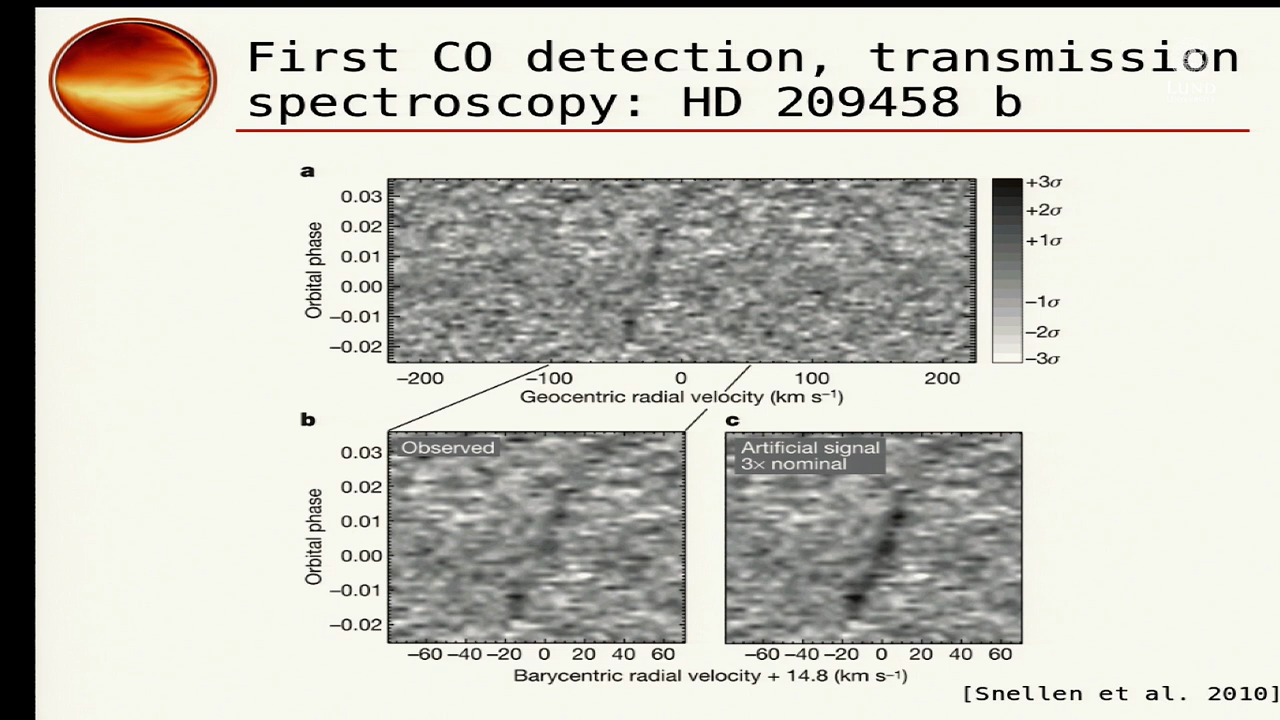 First CO detection, transmission
spectroscopy: HD 209458 b
LUND
a
+3σ
+2σ
+1σ
−1σ
−2σ
−3σ
0.03
0.02
0.01
0.00
−0.01
−0.02
Orbital phase
−200 −100 0 100 200
Geocentric radial velocity (km s⁻¹)
b
c
Observed
Artificial signal
3× nominal
0.03
0.02
0.01
0.00
−0.01
−0.02
Orbital phase
−60 −40 −20 0 20 40 60
−60 −40 −20 0 20 40 60
Barycentric radial velocity + 14.8 (km s⁻¹)
[Snellen et al. 2010]